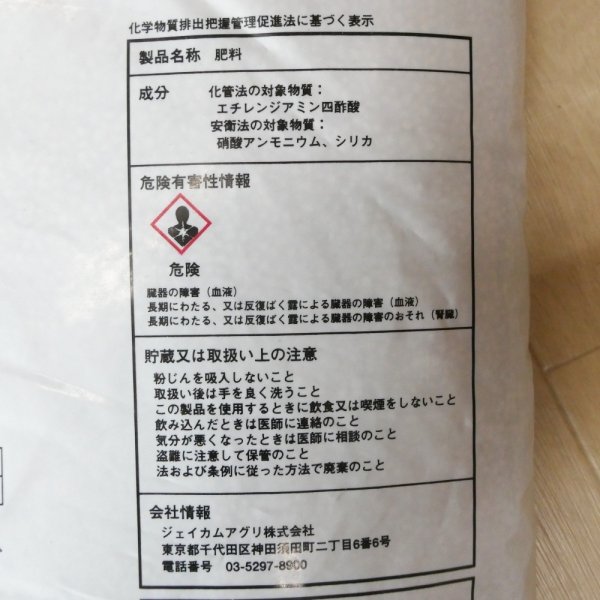 化学物質排出把握管理促進法に基づく表示
製品名称 肥料
成分 化管法の対象物質：
エチレンジアミン四酢酸
安衛法の対象物質：
硝酸アンモニウム、シリカ
危険有害性情報
危険
臓器の障害（血液）
長期にわたる、又は反復ばく露による臓器の障害（血液）
長期にわたる、又は反復ばく露による臓器の障害のおそれ（腎臓）
貯蔵又は取扱い上の注意
粉じんを吸入しないこと
取扱い後は手を良く洗うこと
この製品を使用するときに飲食又は喫煙をしないこと
飲み込んだときは医師に連絡のこと
気分が悪くなったときは医師に相談のこと
盗難に注意して保管のこと
法および条例に従った方法で廃棄のこと
会社情報
ジェイカムアグリ株式会社
東京都千代田区神田須田町二丁目6番6号
電話番号 03-5297-8900